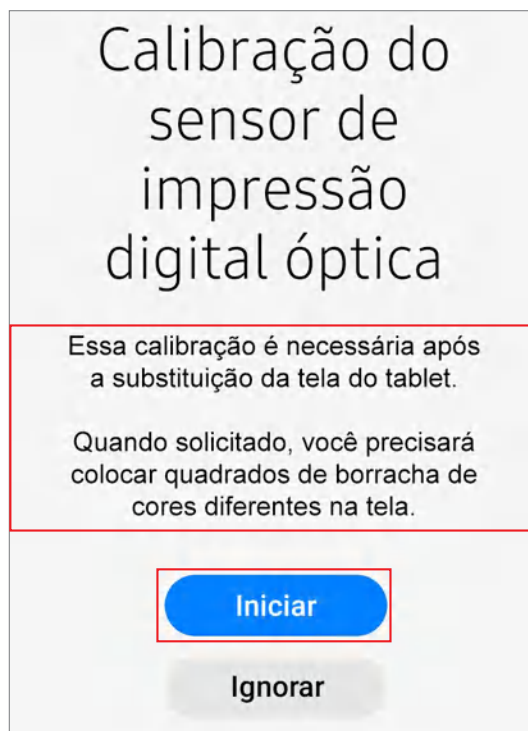 Calibração do
sensor de
impressão
digital óptica
Essa calibração é necessária após
a substituição da tela do tablet.
Quando solicitado, você precisará
colocar quadrados de borracha de
cores diferentes na tela.
Iniciar
Ignorar